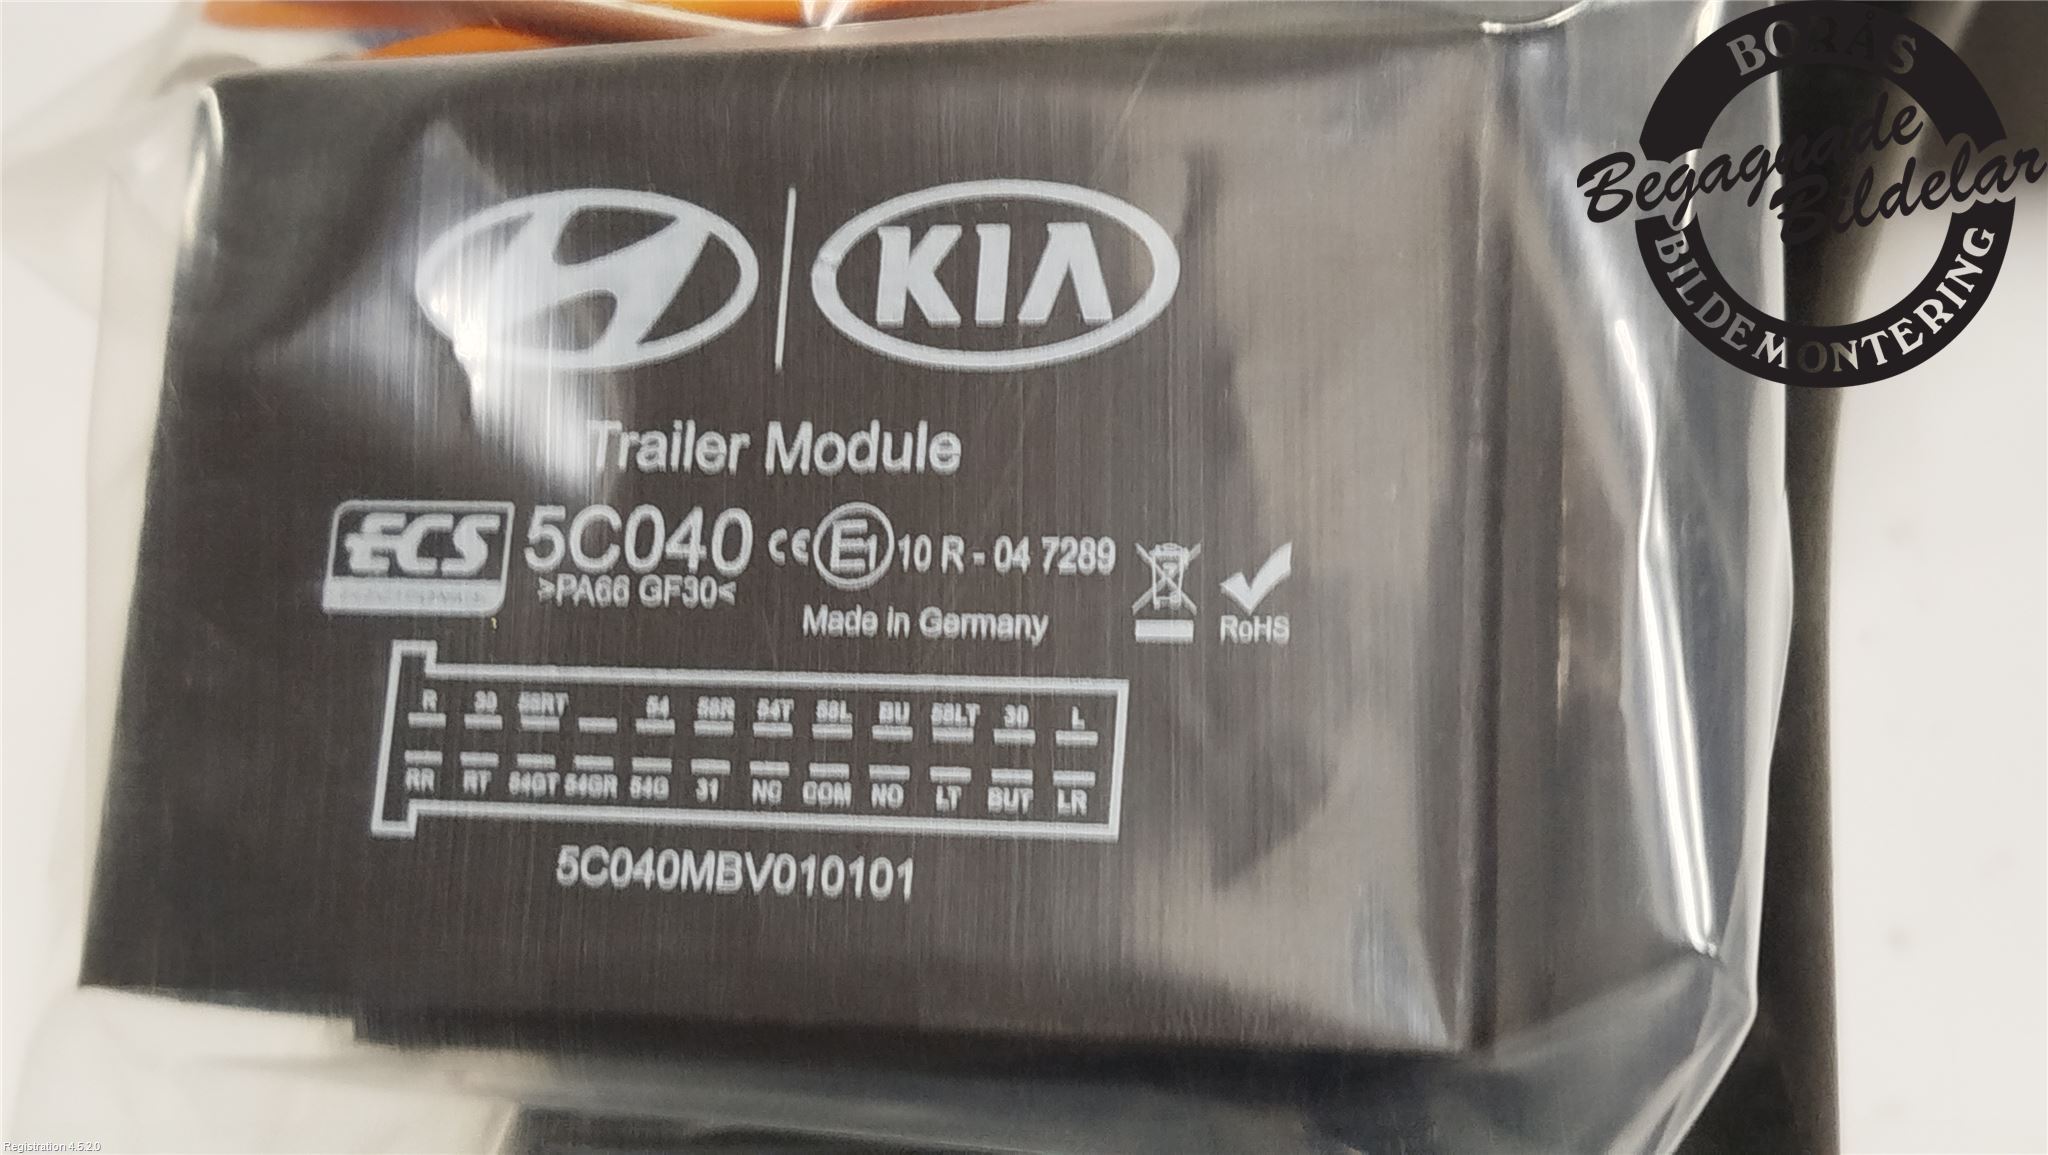 BORÅS
Begagnade
Bildelar
BILDEMONTERING
KIA
Trailer Module
ECS 5C040 CE E1 10 R - 04 7289
>PA66 GF30<
Made in Germany
RoHS
R 30 58RT 54 58R 54T 58L BU 58LT 30 L
RR RT 54GT 54GR 54G 31 NC COM NO LT BUT LR
5C040MBV010101
Registration 4.5.2.0